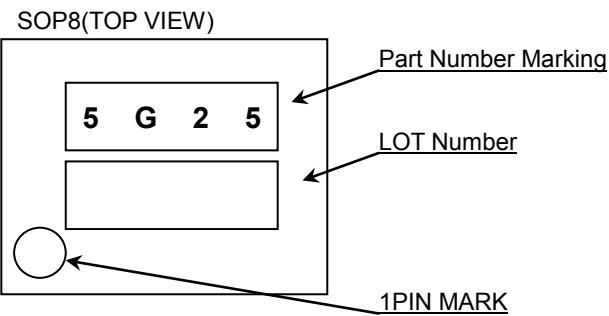 SOP8(TOP VIEW)
Part Number Marking
5 G 2 5
LOT Number
1PIN MARK